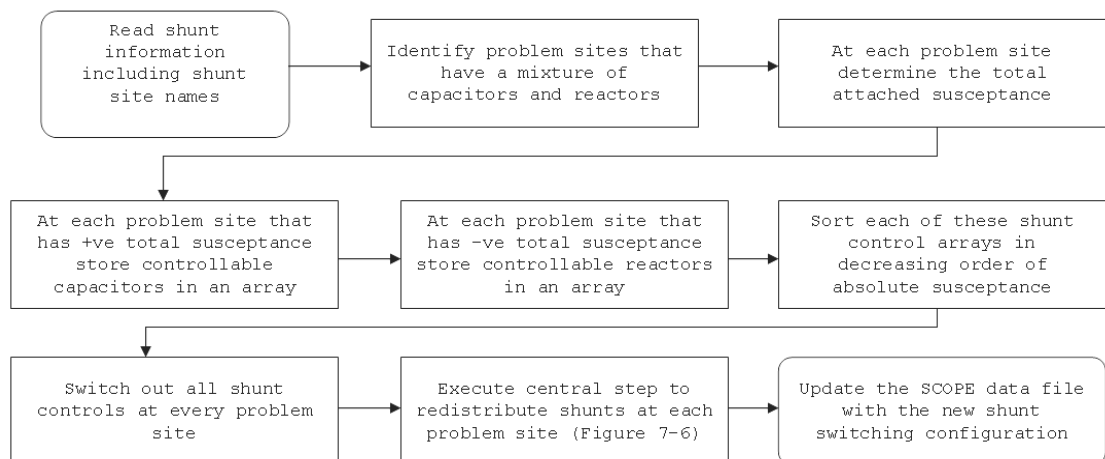 Read shunt
information
including shunt
site names
Identify problem sites that
have a mixture of
capacitors and reactors
At each problem site
determine the total
attached susceptance
At each problem site that
has +ve total susceptance
store controllable
capacitors in an array
At each problem site that
has -ve total susceptance
store controllable reactors
in an array
Sort each of these shunt
control arrays in
decreasing order of
absolute susceptance
Switch out all shunt
controls at every problem
site
Execute central step to
redistribute shunts at each
problem site (Figure 7-6)
Update the SCOPE data file
with the new shunt
switching configuration